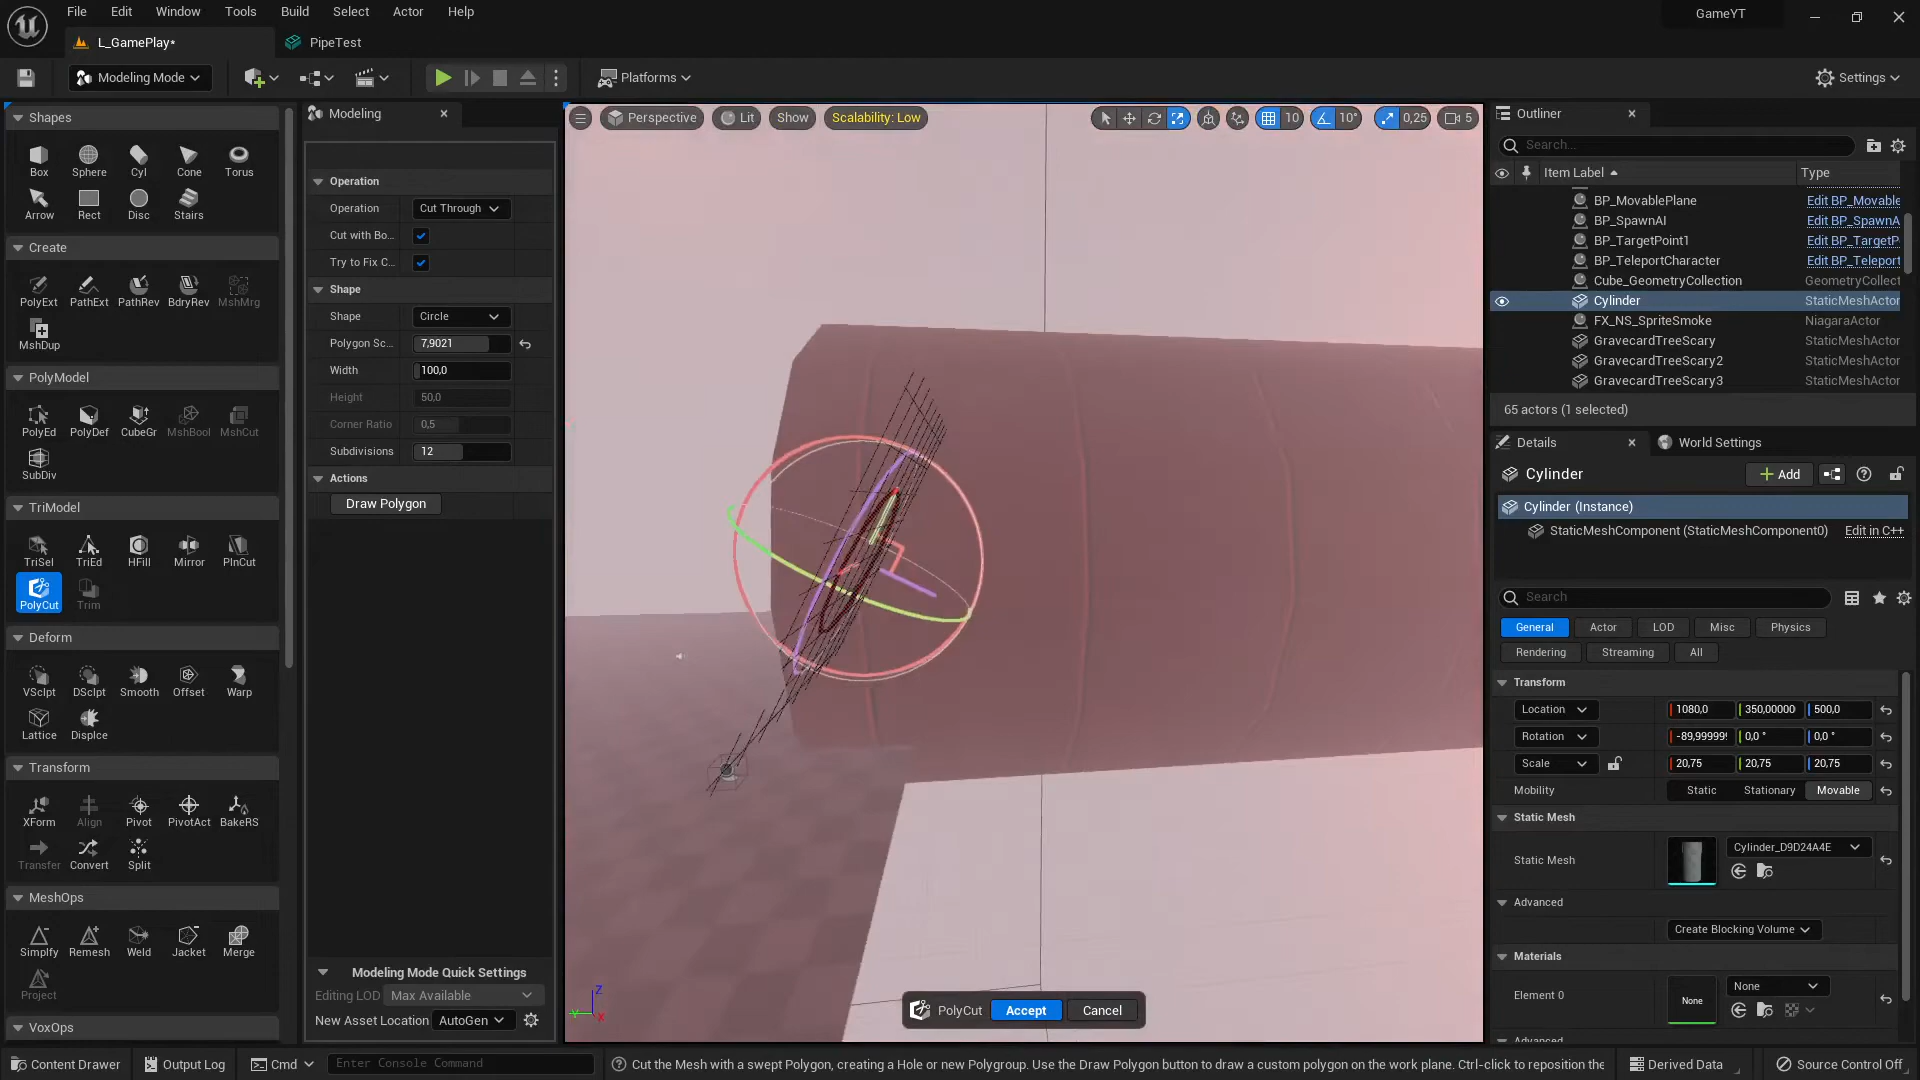 File Edit Window Tools Build Select Actor Help
GameYT
L_GamePlay*
PipeTest
Modeling Mode
Platforms
Settings
Shapes
Box Sphere Cyl Cone Torus
Arrow Rect Disc Stairs
Create
PolyExt PathExt PathRev BdryRev MshMrg
MshDup
PolyModel
PolyEd PolyDef CubeGr MshBool MshCut
SubDiv
TriModel
TriSel TriEd HFill Mirror PlnCut
PolyCut Trim
Deform
VSclpt DSclpt Smooth Offset Warp
Lattice Displce
Transform
XForm Align Pivot PivotAct BakeRS
Transfer Convert Split
MeshOps
Simplfy Remesh Weld Jacket Merge
Project
VoxOps
Modeling
Operation
Operation Cut Through
Cut with Bo...
Try to Fix C...
Shape
Shape Circle
Polygon Sc... 7,9021
Width 100,0
Height 50,0
Corner Ratio 0,5
Subdivisions 12
Actions
Draw Polygon
Modeling Mode Quick Settings
Editing LOD Max Available
New Asset Location AutoGen
Perspective Lit Show Scalability: Low
10 10° 0,25 5
Z
Y
X
PolyCut Accept Cancel
Outliner
Search...
Item Label Type
BP_MovablePlane Edit BP_Movable
BP_SpawnAI Edit BP_SpawnA
BP_TargetPoint1 Edit BP_TargetP
BP_TeleportCharacter Edit BP_Teleport
Cube_GeometryCollection GeometryCollect
Cylinder StaticMeshActor
FX_NS_SpriteSmoke NiagaraActor
GravecardTreeScary StaticMeshActor
GravecardTreeScary2 StaticMeshActor
GravecardTreeScary3 StaticMeshActor
65 actors (1 selected)
Details World Settings
Cylinder Add
Cylinder (Instance)
StaticMeshComponent (StaticMeshComponent0) Edit in C++
Search
General Actor LOD Misc Physics
Rendering Streaming All
Transform
Location 1080,0 350,00000 500,0
Rotation -89,99999 0,0 ° 0,0 °
Scale 20,75 20,75 20,75
Mobility Static Stationary Movable
Static Mesh
Static Mesh Cylinder_D9D24A4E
Advanced
Create Blocking Volume
Materials
Element 0 None None
Advanced
Content Drawer Output Log Cmd Enter Console Command
Cut the Mesh with a swept Polygon, creating a Hole or new Polygroup. Use the Draw Polygon button to draw a custom polygon on the work plane. Ctrl-click to reposition the
Derived Data Source Control Off